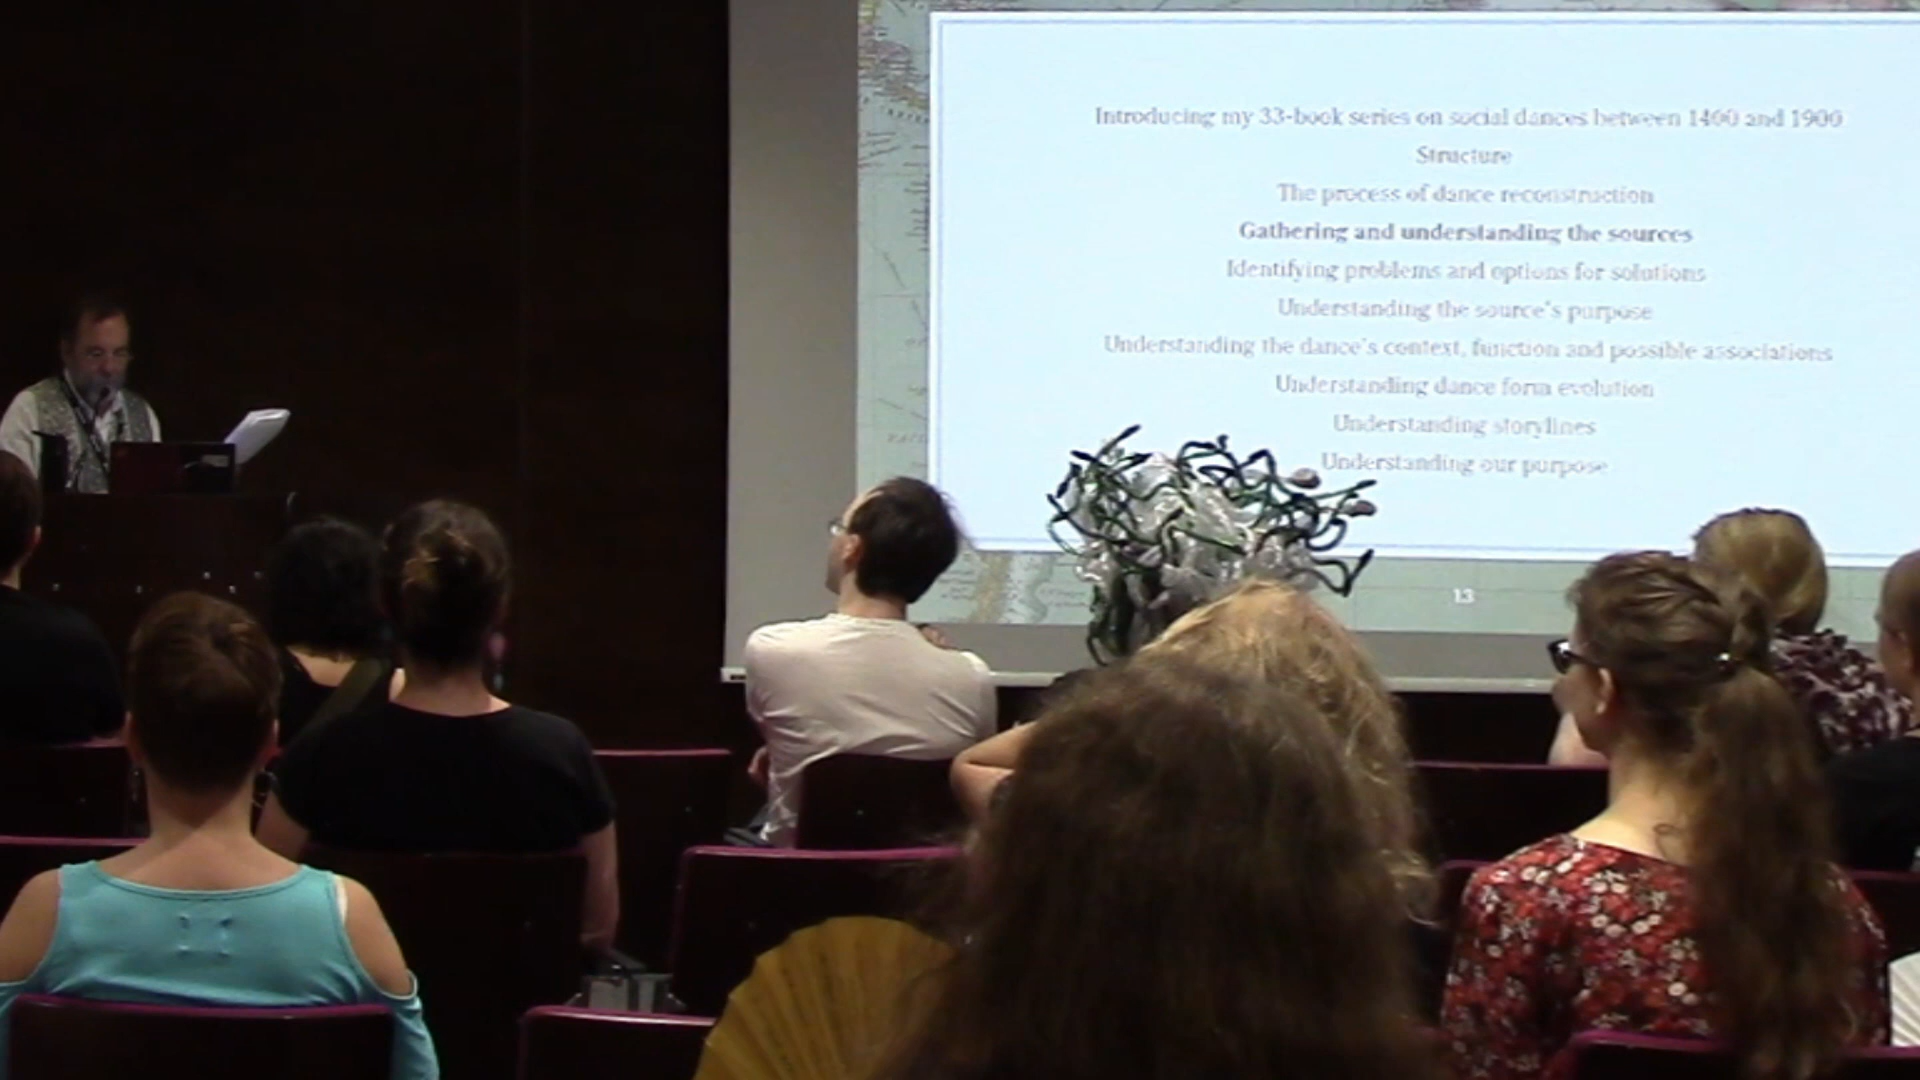 Introducing my 33-book series on social dances between 1400 and 1900
Structure
The process of dance reconstruction
Gathering and understanding the sources
Identifying problems and options for solutions
Understanding the source's purpose
Understanding the dance's context, function and possible associations
Understanding dance form evolution
Understanding storylines
Understanding our purpose
13